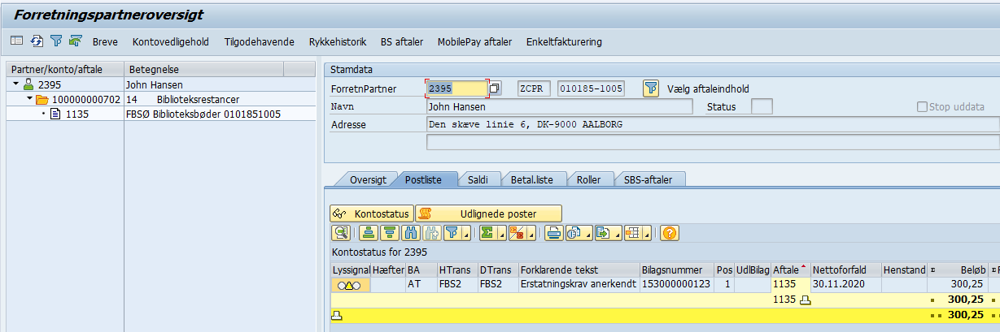 Forretningspartneroversigt
Breve Kontovedligehold Tilgodehavende Rykkehistorik BS aftaler MobilePay aftaler Enkeltfakturering
Partner/konto/aftale Betegnelse
2395 John Hansen
100000000702 14 Biblioteksrestancer
1135 FBSØ Biblioteksbøder 0101851005
Stamdata
ForretnPartner 2395 ZCPR 010185-1005 Vælg aftaleindhold
Navn John Hansen Status Stop uddata
Adresse Den skæve linie 6, DK-9000 AALBORG
Oversigt Postliste Saldi Betal.liste Roller SBS-aftaler
Kontostatus Udlignede poster
Kontostatus for 2395
Lyssignal Hæfter BA HTrans DTrans Forklarende tekst Bilagsnummer Pos UdlBilag Aftale Nettoforfald Henstand Beløb
AT FBS2 FBS2 Erstatningskrav anerkendt 153000000123 1 1135 30.11.2020 300,25
1135 300,25
300,25